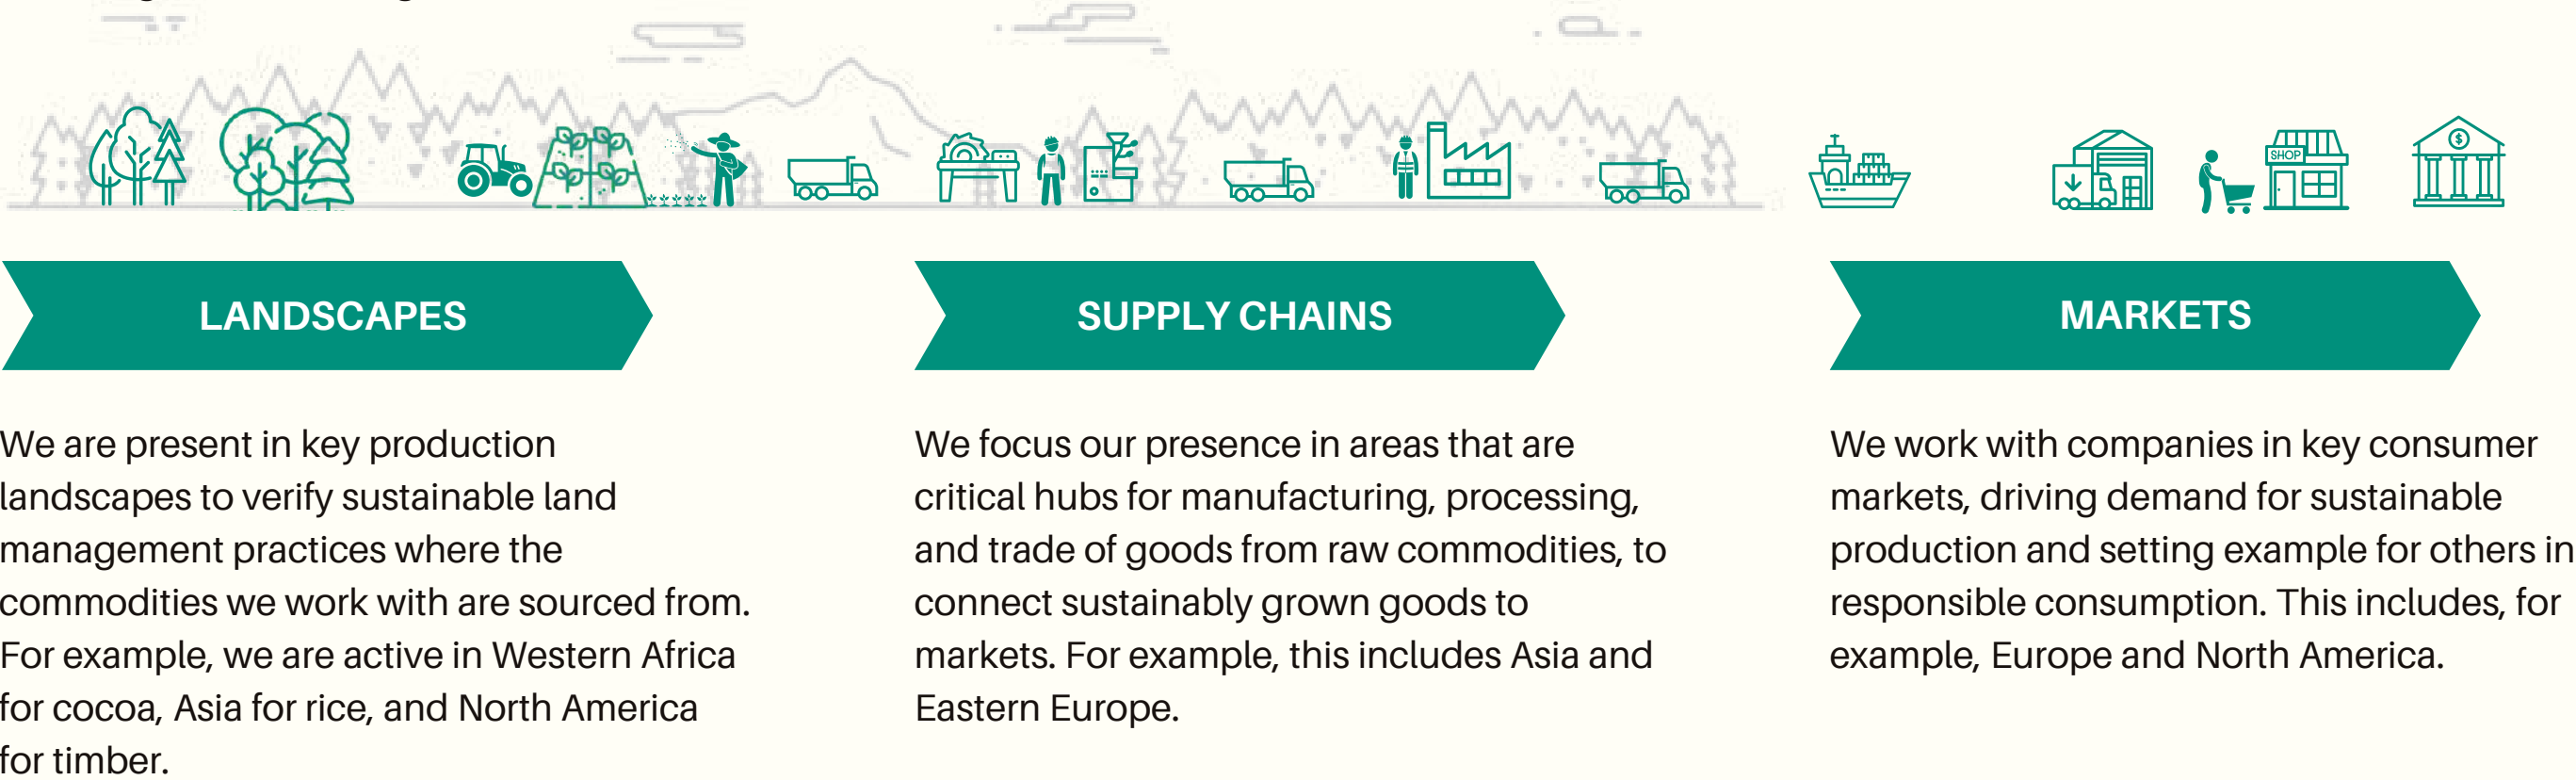 SHOP
LANDSCAPES
We are present in key production
landscapes to verify sustainable land
management practices where the
commodities we work with are sourced from.
For example, we are active in Western Africa
for cocoa, Asia for rice, and North America
for timber.
SUPPLY CHAINS
We focus our presence in areas that are
critical hubs for manufacturing, processing,
and trade of goods from raw commodities, to
connect sustainably grown goods to
markets. For example, this includes Asia and
Eastern Europe.
MARKETS
We work with companies in key consumer
markets, driving demand for sustainable
production and setting example for others in
responsible consumption. This includes, for
example, Europe and North America.